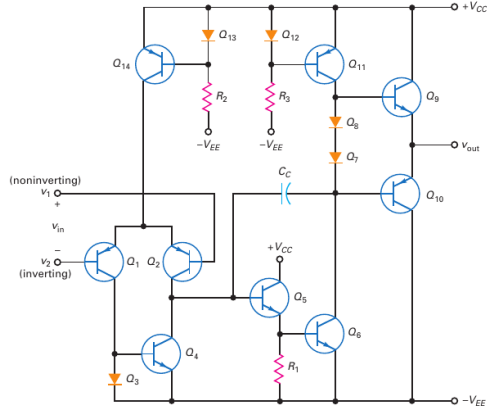 +V_CC
Q_13
Q_12
Q_14
Q_11
R_2
R_3
Q_9
Q_8
−V_EE
−V_EE
Q_7
v_out
C_C
(noninverting)
v_1
+
Q_10
v_in
+V_CC
−
v_2
Q_1
Q_2
(inverting)
Q_5
Q_6
Q_4
Q_3
R_1
−V_EE